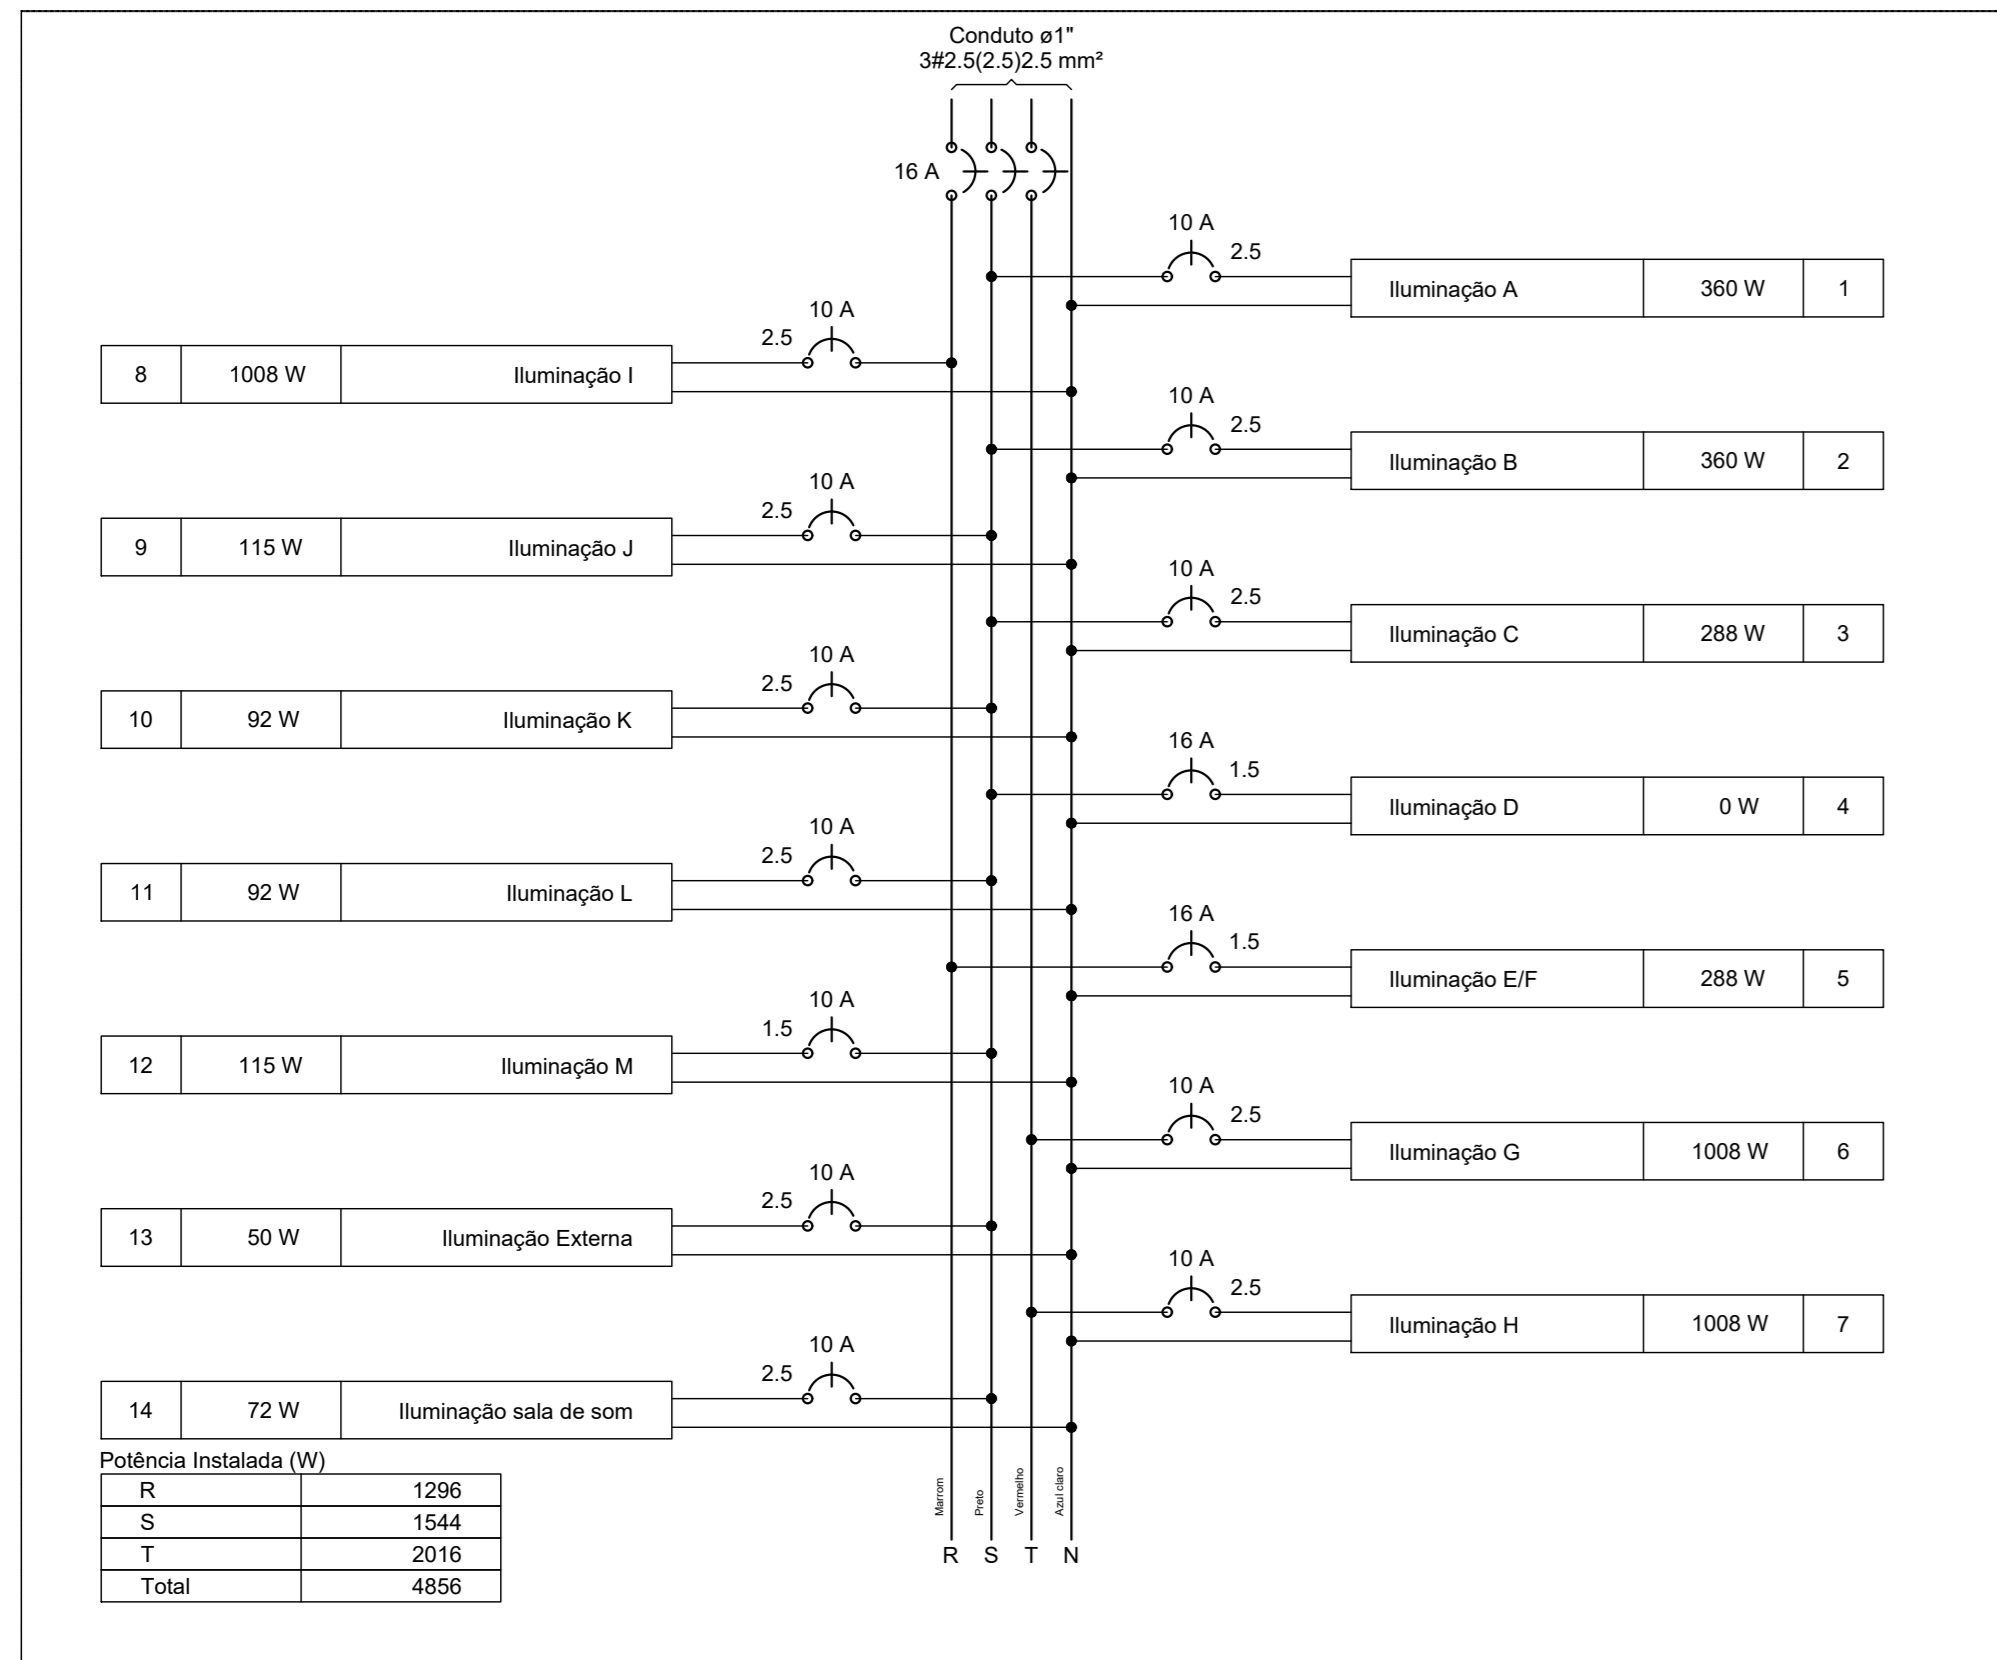 Conduto ø1"
3#2.5(2.5)2.5 mm²
16 A
10 A
2.5
Iluminação A 360 W 1
10 A
2.5
8 1008 W Iluminação I
10 A
2.5
Iluminação B 360 W 2
10 A
2.5
9 115 W Iluminação J
10 A
2.5
Iluminação C 288 W 3
10 A
2.5
10 92 W Iluminação K
16 A
1.5
Iluminação D 0 W 4
10 A
2.5
11 92 W Iluminação L
16 A
1.5
Iluminação E/F 288 W 5
10 A
1.5
12 115 W Iluminação M
10 A
2.5
Iluminação G 1008 W 6
10 A
2.5
13 50 W Iluminação Externa
10 A
2.5
Iluminação H 1008 W 7
10 A
2.5
14 72 W Iluminação sala de som
Potência Instalada (W)
R 1296
S 1544
T 2016
Total 4856
Marrom
Preto
Vermelho
Azul claro
R S T N